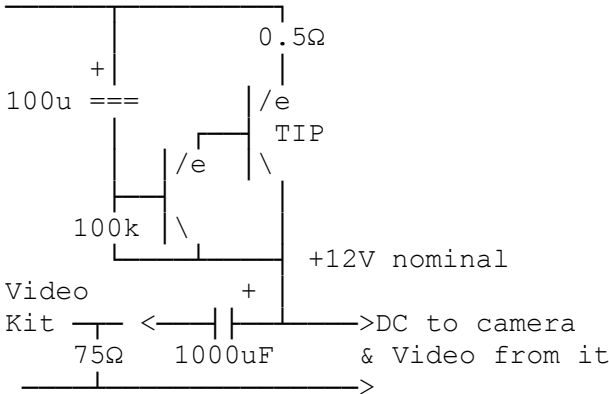 0.5Ω
+
100u ===
/e
TIP
/e \
100k \
+12V nominal
Video +
Kit < >DC to camera
75Ω 1000uF & Video from it
>